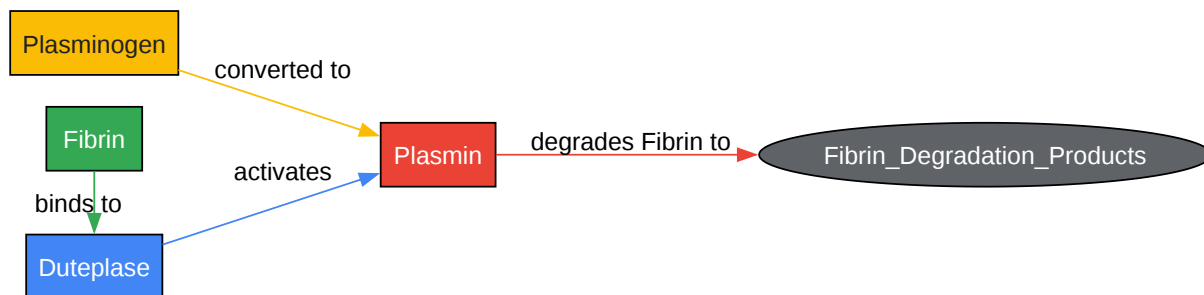 Plasminogen
converted to
Fibrin
Plasmin
degrades Fibrin to
Fibrin_Degradation_Products
activates
binds to
Duteplase